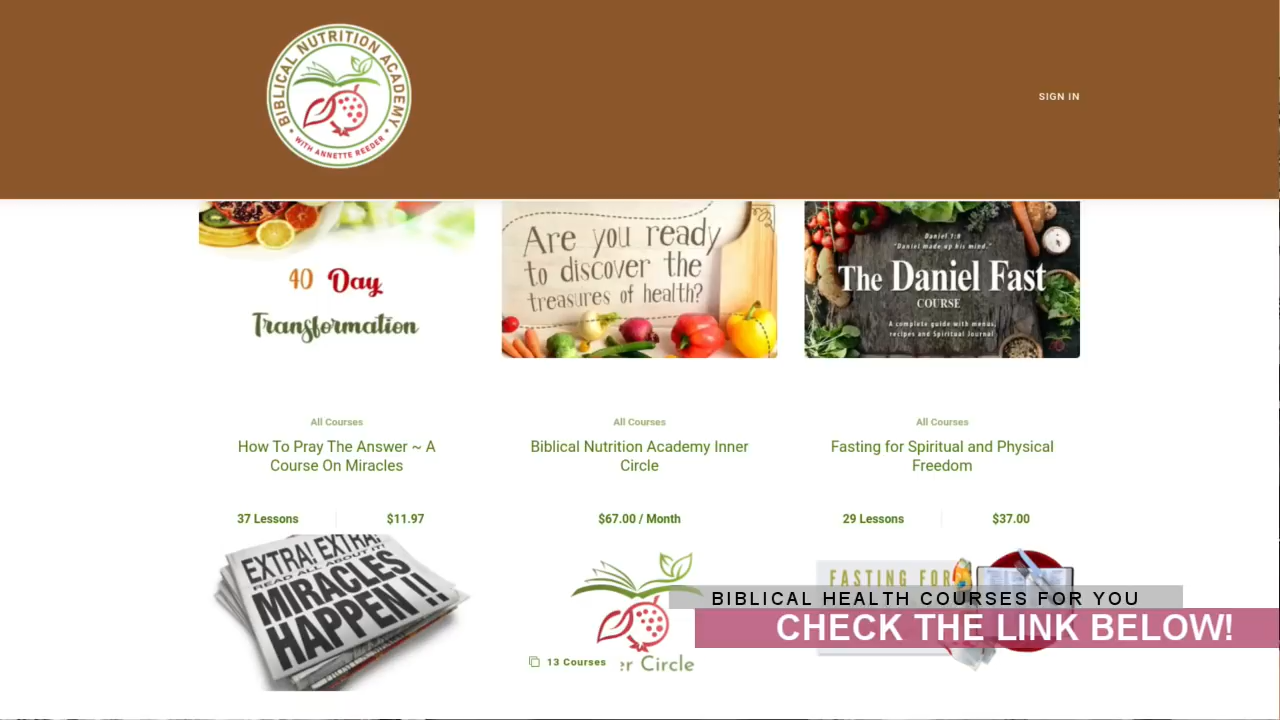 BIBLICAL NUTRITION ACADEMY
• WITH ANNETTE REEDER •
SIGN IN
40 Day
Transformation
Are you ready
to discover the
treasures of health?
Daniel 1:8
"Daniel made up his mind."
The Daniel Fast
COURSE
A complete guide with menus,
recipes and Spiritual Journal
All Courses
How To Pray The Answer ~ A
Course On Miracles
37 Lessons
$11.97
All Courses
Biblical Nutrition Academy Inner
Circle
$67.00 / Month
All Courses
Fasting for Spiritual and Physical
Freedom
29 Lessons
$37.00
EXTRA! EXTRA!
READ ALL ABOUT IT!
MIRACLES
HAPPEN !!
13 Courses
er Circle
FASTING FOR
BIBLICAL HEALTH COURSES FOR YOU
CHECK THE LINK BELOW!